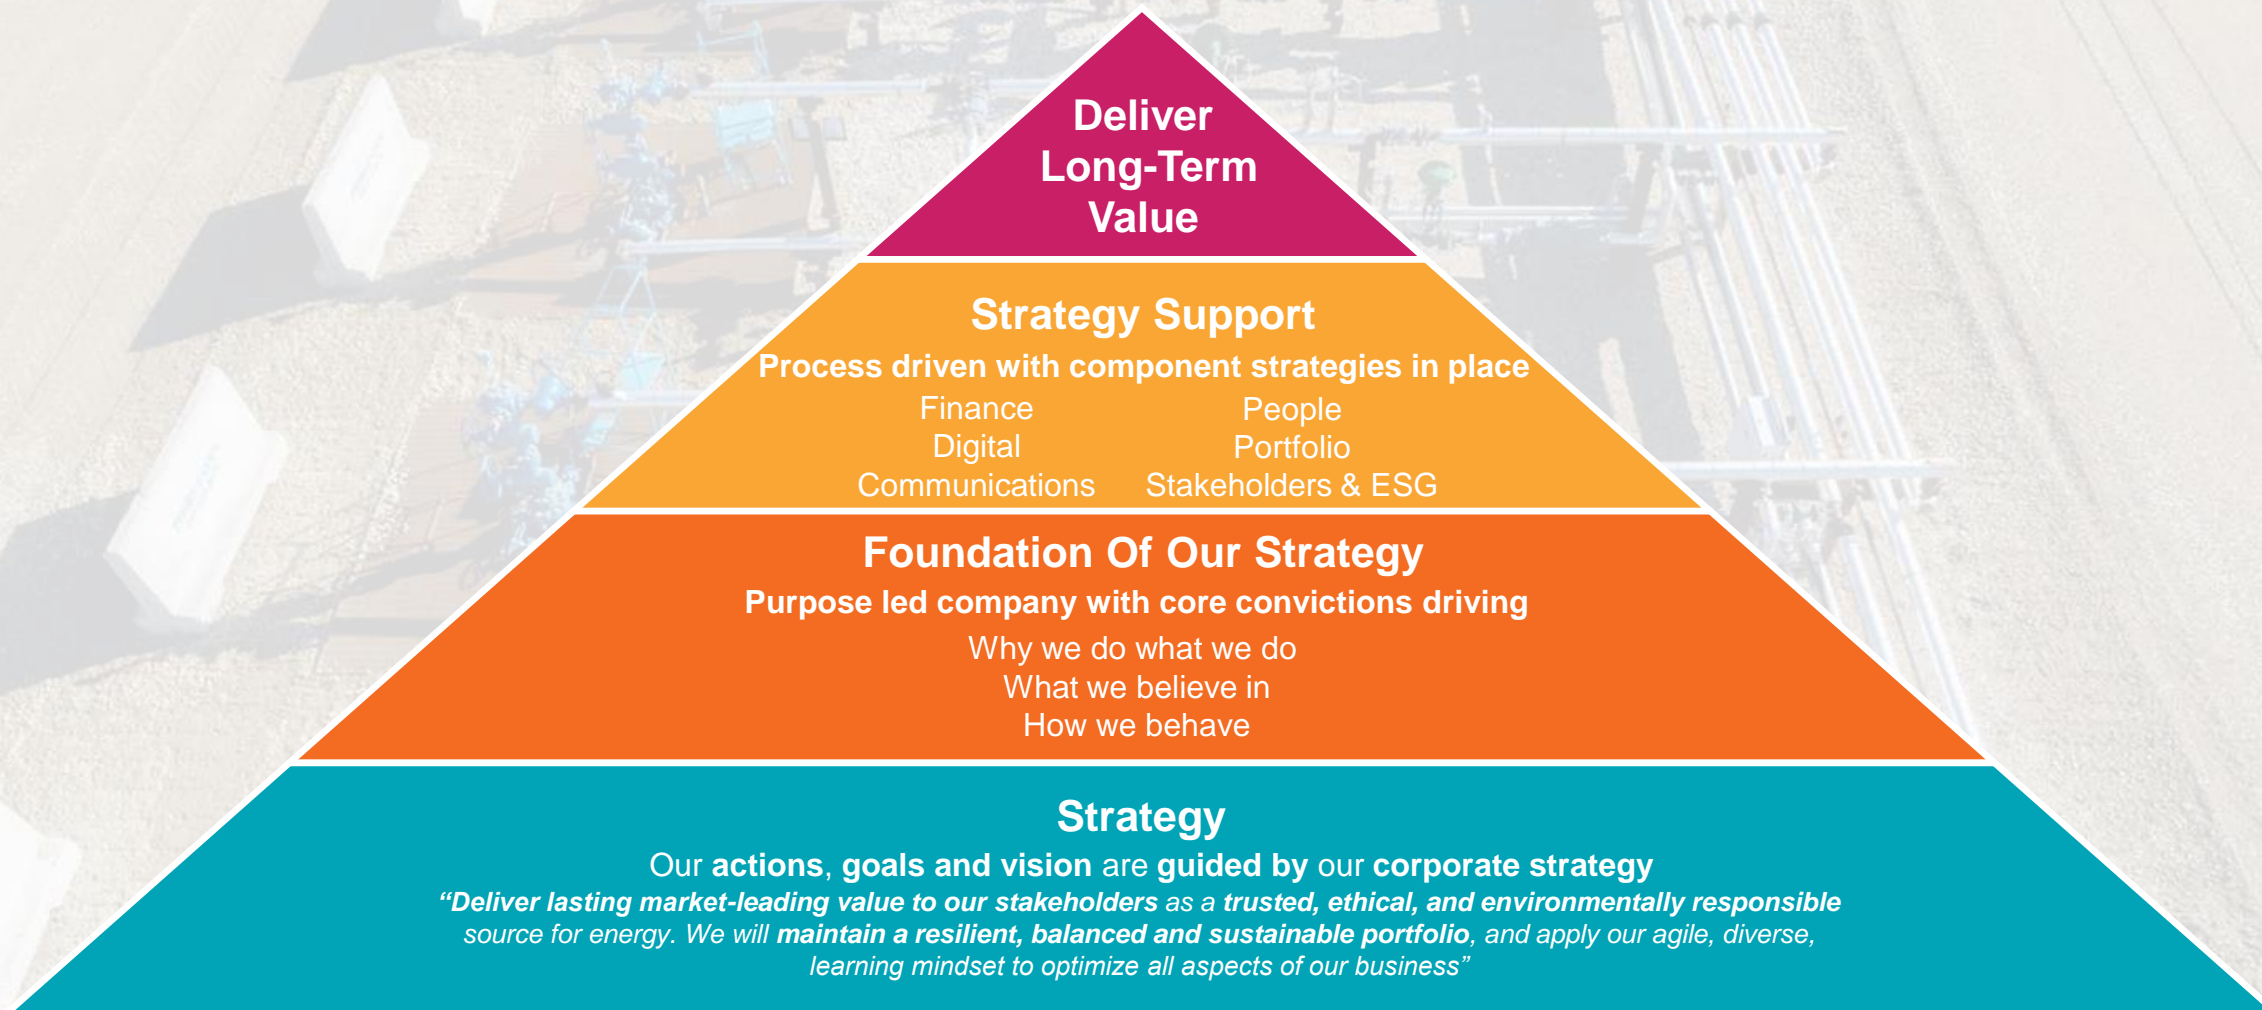 Deliver
Long-Term
Value
Strategy Support
Process driven with component strategies in place
Finance
Digital
Communications
People
Portfolio
Stakeholders & ESG
Foundation Of Our Strategy
Purpose led company with core convictions driving
Why we do what we do
What we believe in
How we behave
Strategy
Our actions, goals and vision are guided by our corporate strategy
“Deliver lasting market-leading value to our stakeholders as a trusted, ethical, and environmentally responsible
source for energy. We will maintain a resilient, balanced and sustainable portfolio, and apply our agile, diverse,
learning mindset to optimize all aspects of our business”